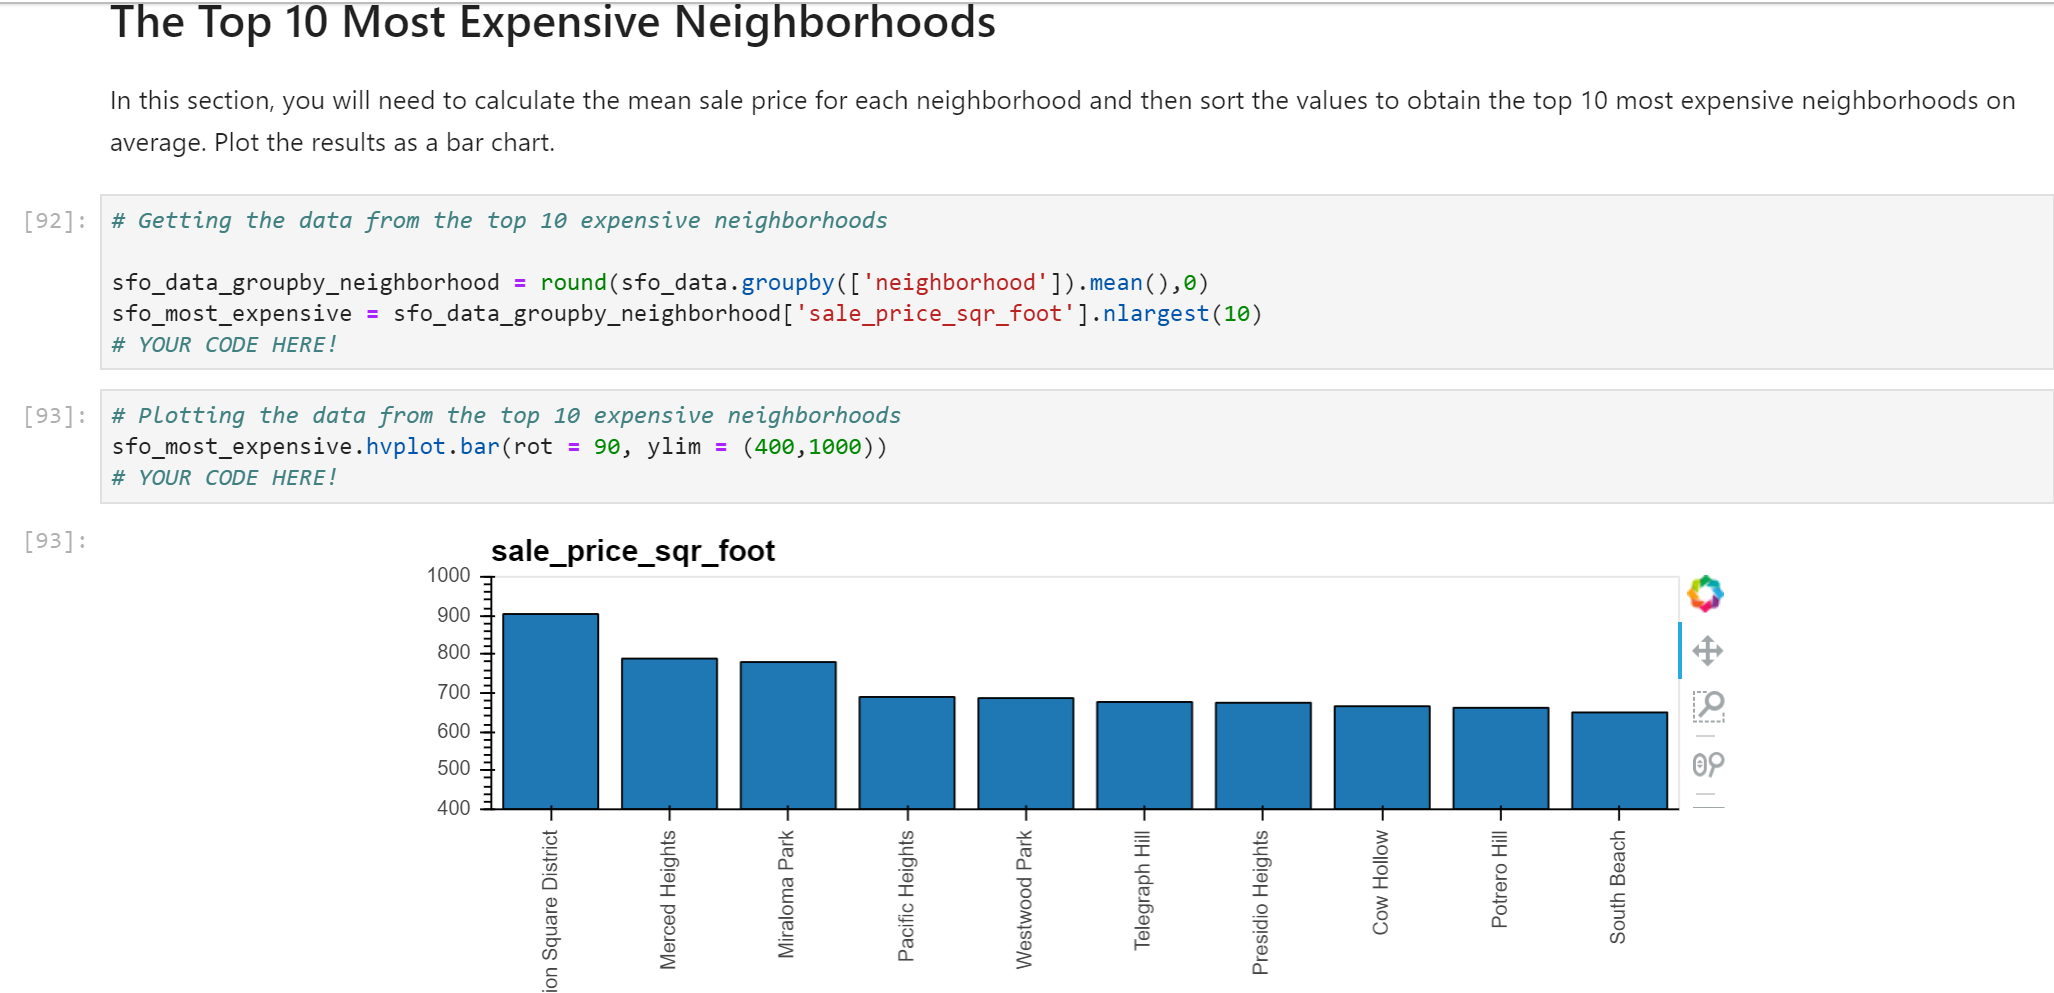 The Top 10 Most Expensive Neighborhoods
In this section, you will need to calculate the mean sale price for each neighborhood and then sort the values to obtain the top 10 most expensive neighborhoods on
average. Plot the results as a bar chart.
[92]:
# Getting the data from the top 10 expensive neighborhoods
sfo_data_groupby_neighborhood = round(sfo_data.groupby(['neighborhood']).mean(),0)
sfo_most_expensive = sfo_data_groupby_neighborhood['sale_price_sqr_foot'].nlargest(10)
# YOUR CODE HERE!
[93]:
# Plotting the data from the top 10 expensive neighborhoods
sfo_most_expensive.hvplot.bar(rot = 90, ylim = (400,1000))
# YOUR CODE HERE!
[93]:
sale_price_sqr_foot
1000
900
800
700
600
500
400
ion Square District
Merced Heights
Miraloma Park
Pacific Heights
Westwood Park
Telegraph Hill
Presidio Heights
Cow Hollow
Potrero Hill
South Beach